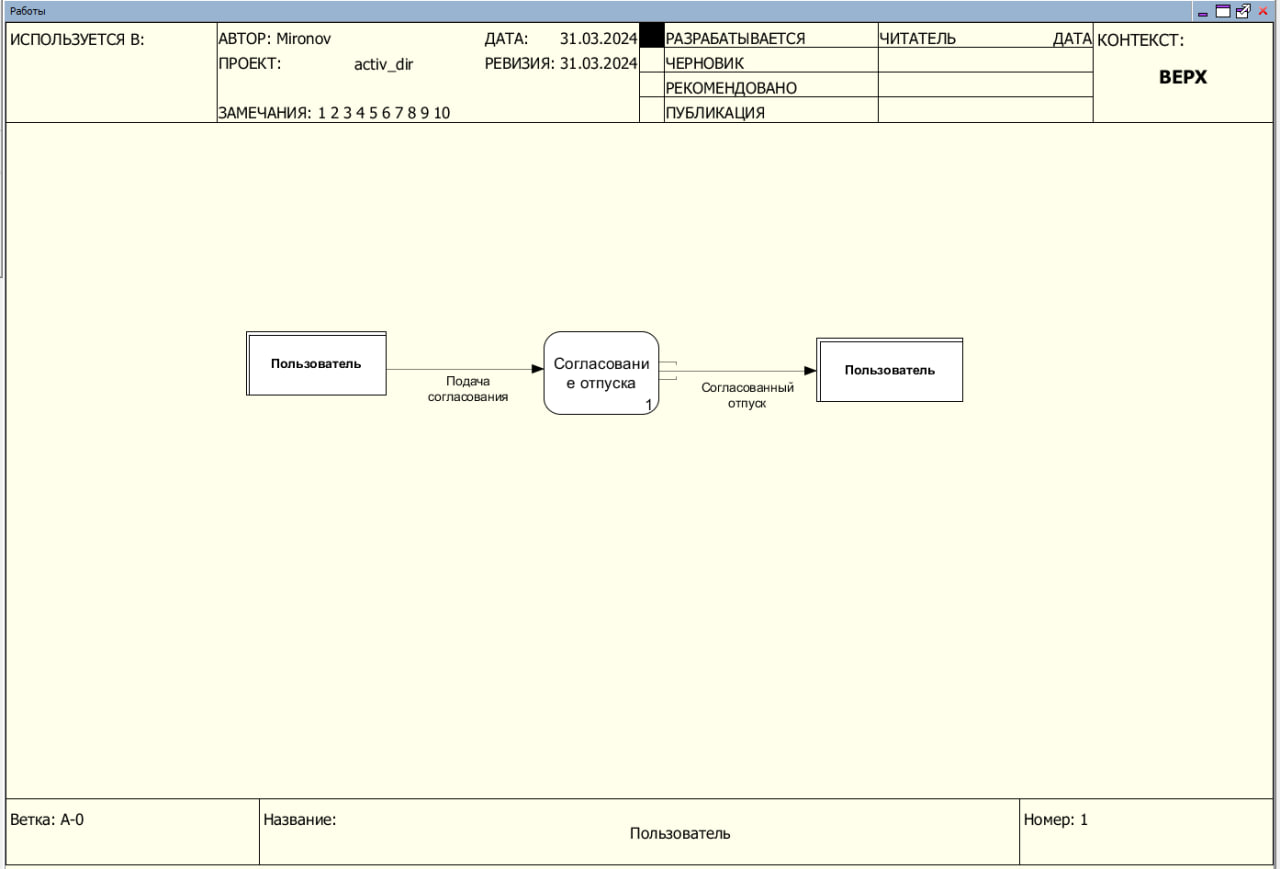 Работы
ИСПОЛЬЗУЕТСЯ В:
АВТОР: Mironov
ДАТА: 31.03.2024
ПРОЕКТ: activ_dir
РЕВИЗИЯ: 31.03.2024
ЗАМЕЧАНИЯ: 1 2 3 4 5 6 7 8 9 10
РАЗРАБАТЫВАЕТСЯ
ЧЕРНОВИК
РЕКОМЕНДОВАНО
ПУБЛИКАЦИЯ
ЧИТАТЕЛЬ ДАТА
КОНТЕКСТ:
ВЕРХ
Пользователь
Подача
согласования
Согласовани
е отпуска
1
Согласованный
отпуск
Пользователь
Ветка: A-0
Название:
Пользователь
Номер: 1